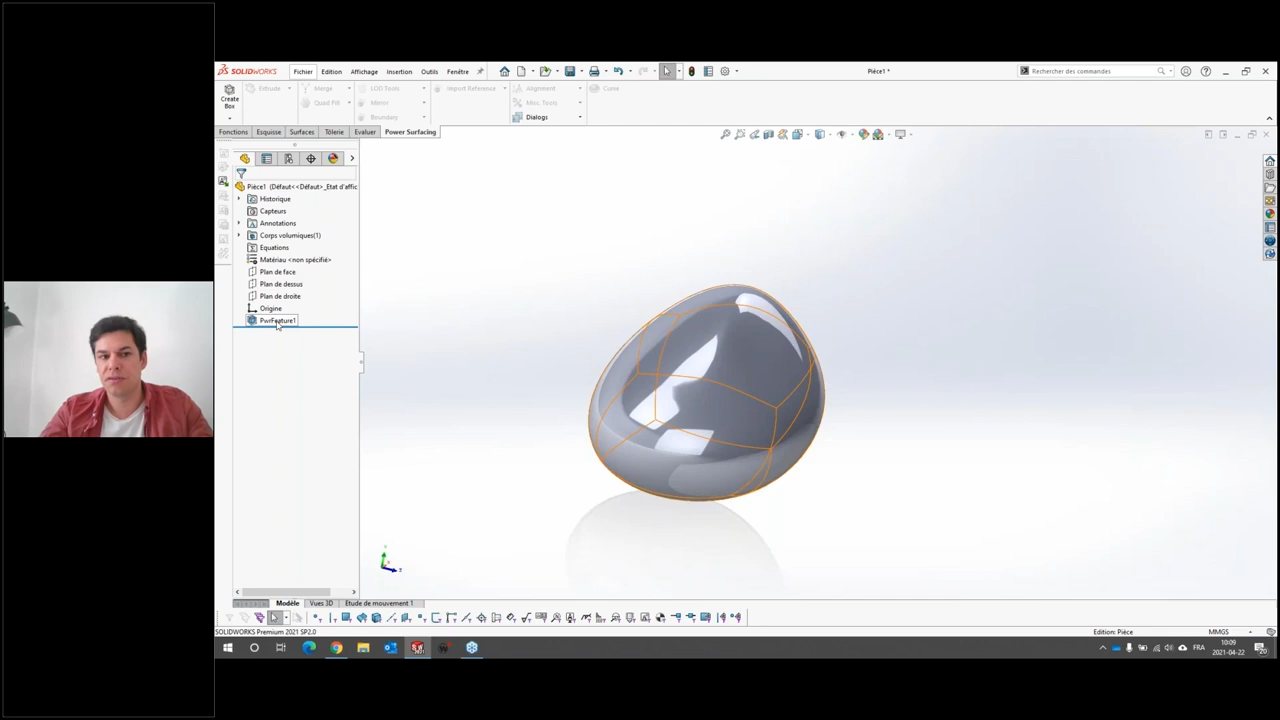 SOLIDWORKS Fichier Edition Affichage Insertion Outils Fenêtre Pièce1 * Rechercher des commandes
Create Box
Extrude Merge LOD Tools Import Reference Alignment Curve
Quad Fill Mirror Misc. Tools
Boundary Dialogs
Fonctions Esquisse Surfaces Tôlerie Evaluer Power Surfacing
Pièce1 (Défaut<<Défaut>_Etat d'affic
Historique
Capteurs
Annotations
Corps volumiques(1)
Equations
Matériau <non spécifié>
Plan de face
Plan de dessus
Plan de droite
Origine
PwrFeature1
Modèle Vues 3D Etude de mouvement 1
SOLIDWORKS Premium 2021 SP2.0 Edition: Pièce MMGS
FRA 10:09
2021-04-22